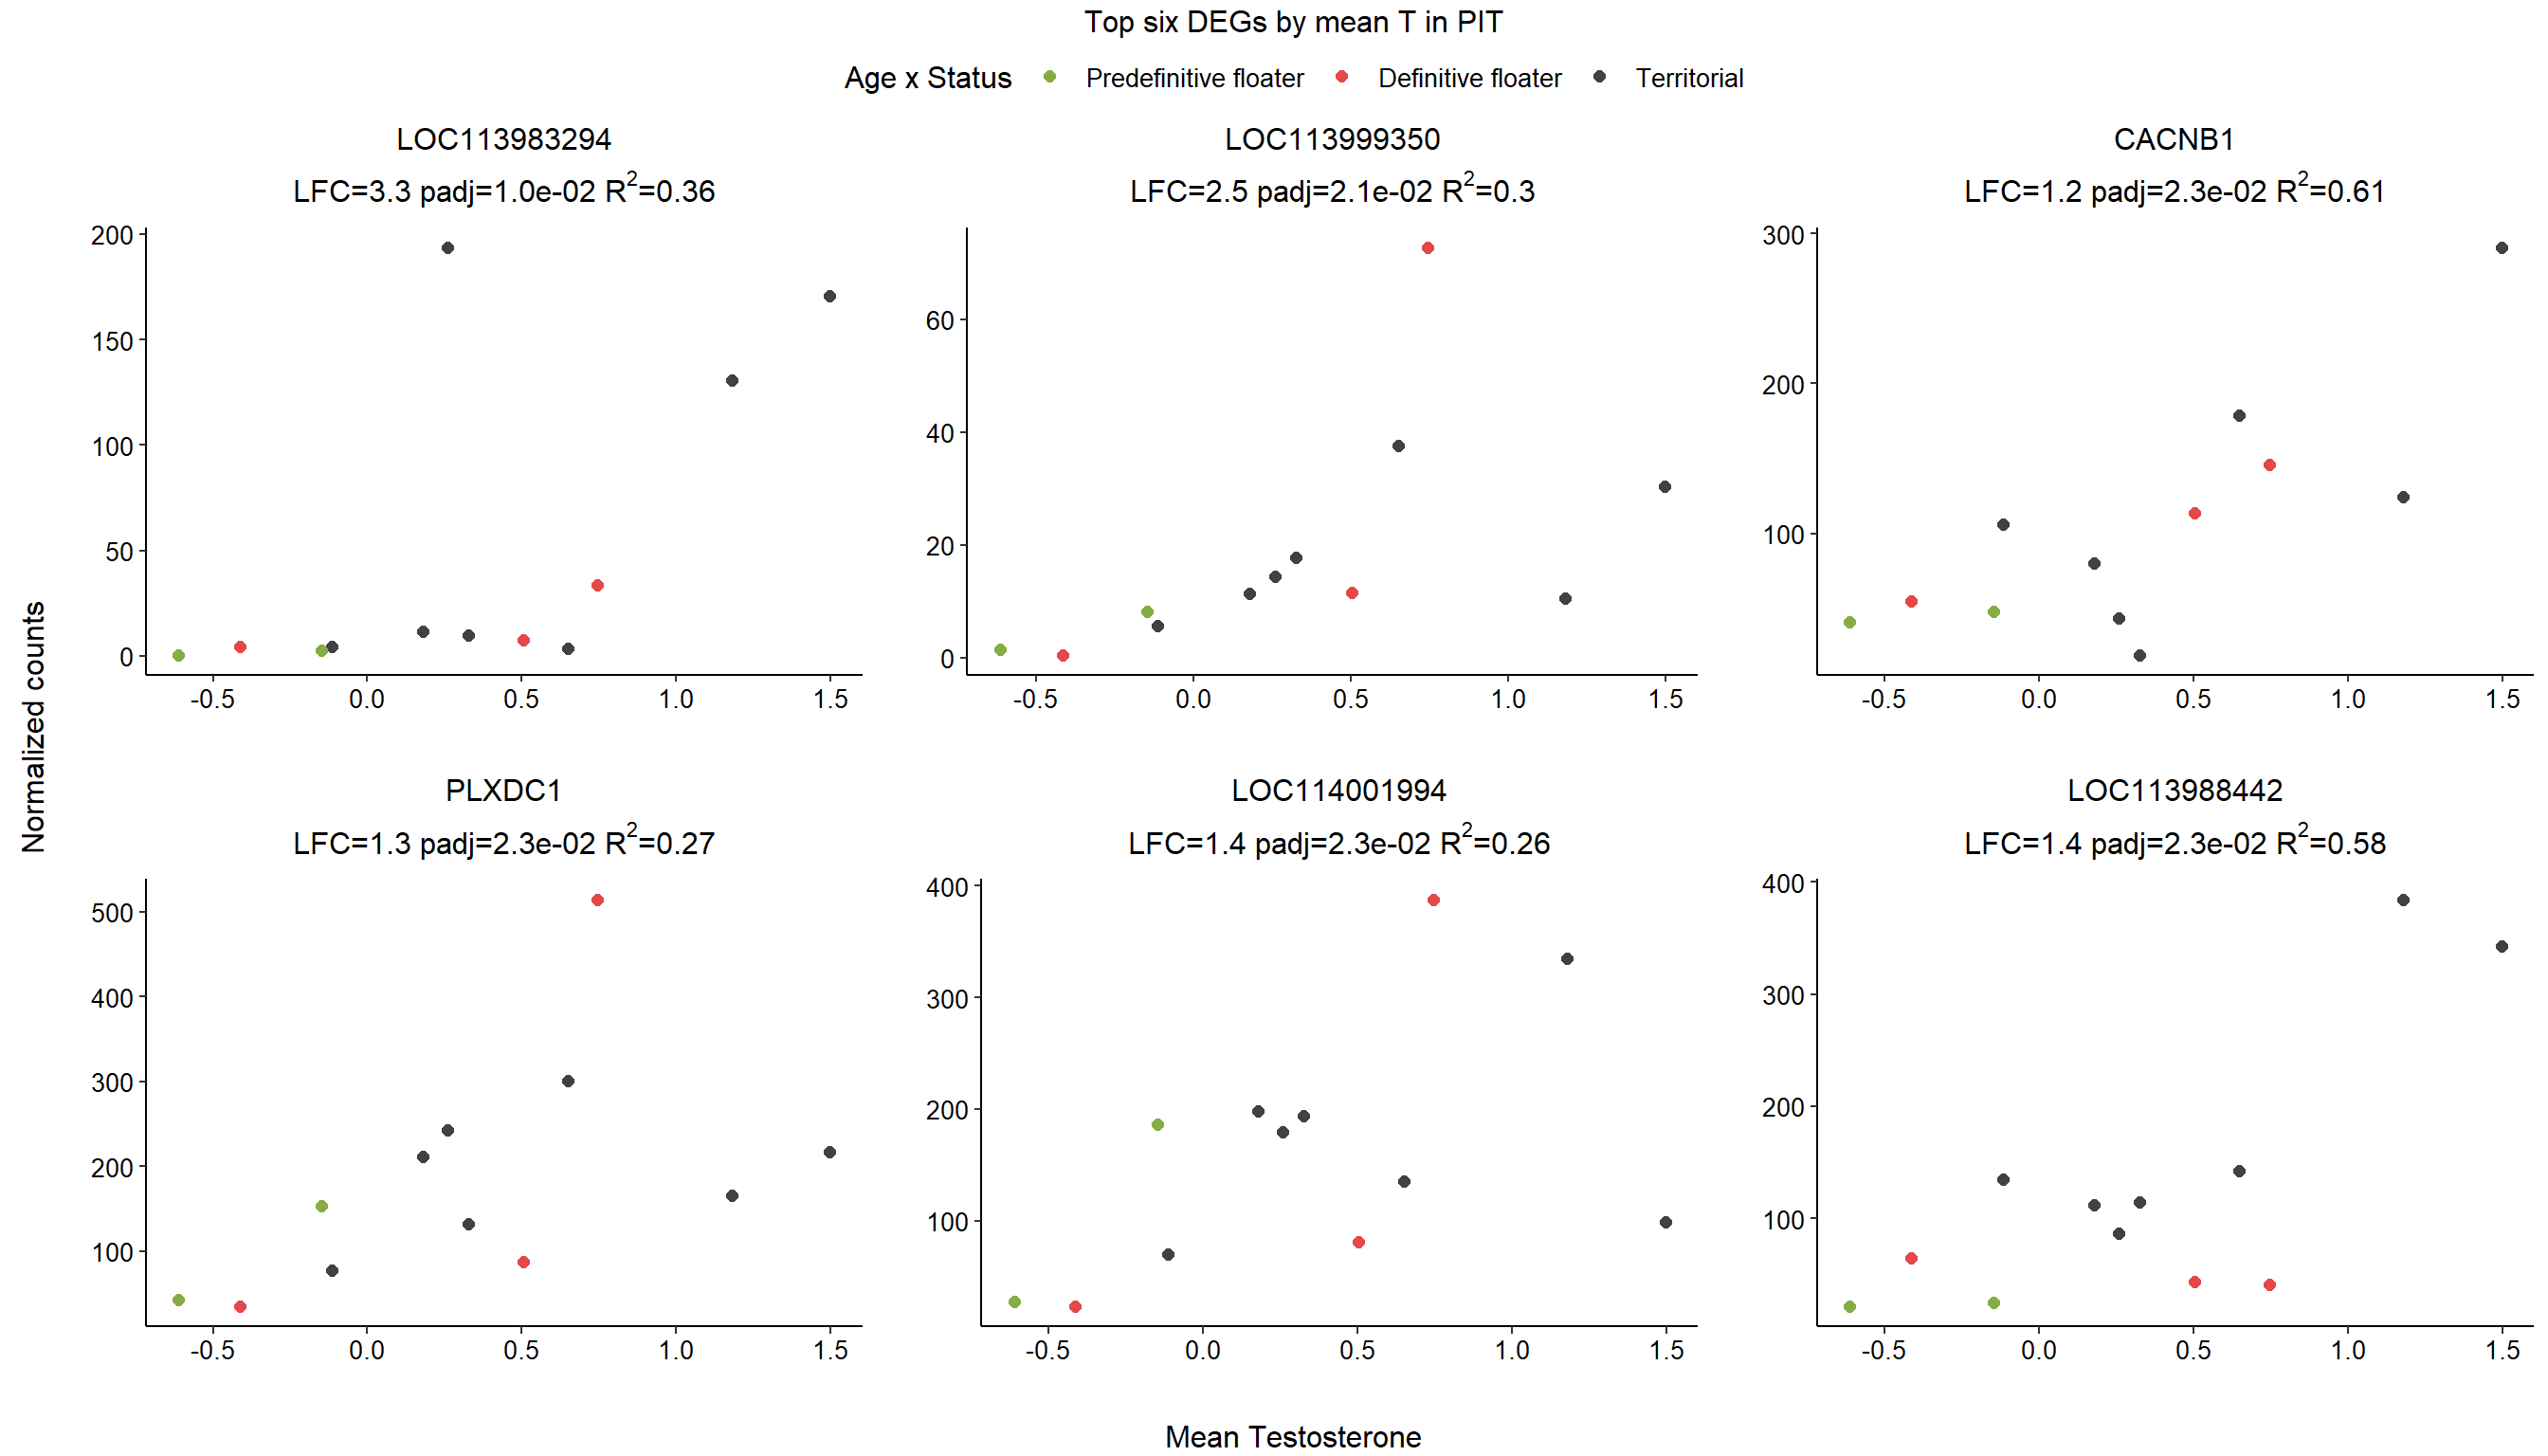 Top six DEGs by mean T in PIT
Age x Status Predefinitive floater Definitive floater Territorial
Normalized counts
LOC113983294
LFC=3.3 padj=1.0e-02 R²=0.36
200
150
100
50
0
-0.5 0.0 0.5 1.0 1.5
LOC113999350
LFC=2.5 padj=2.1e-02 R²=0.3
60
40
20
0
-0.5 0.0 0.5 1.0 1.5
CACNB1
LFC=1.2 padj=2.3e-02 R²=0.61
300
200
100
-0.5 0.0 0.5 1.0 1.5
PLXDC1
LFC=1.3 padj=2.3e-02 R²=0.27
500
400
300
200
100
-0.5 0.0 0.5 1.0 1.5
LOC114001994
LFC=1.4 padj=2.3e-02 R²=0.26
400
300
200
100
-0.5 0.0 0.5 1.0 1.5
LOC113988442
LFC=1.4 padj=2.3e-02 R²=0.58
400
300
200
100
-0.5 0.0 0.5 1.0 1.5
Mean Testosterone